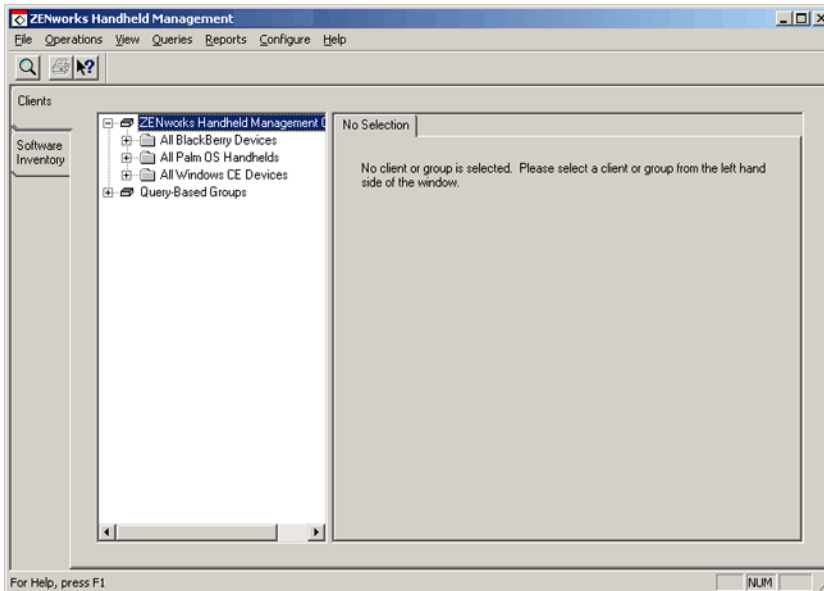 ZENworks Handheld Management
File Operations View Queries Reports Configure Help
Clients
Software
Inventory
ZENworks Handheld Management
All BlackBerry Devices
All Palm OS Handhelds
All Windows CE Devices
Query-Based Groups
No Selection
No client or group is selected. Please select a client or group from the left hand
side of the window.
For Help, press F1
NUM